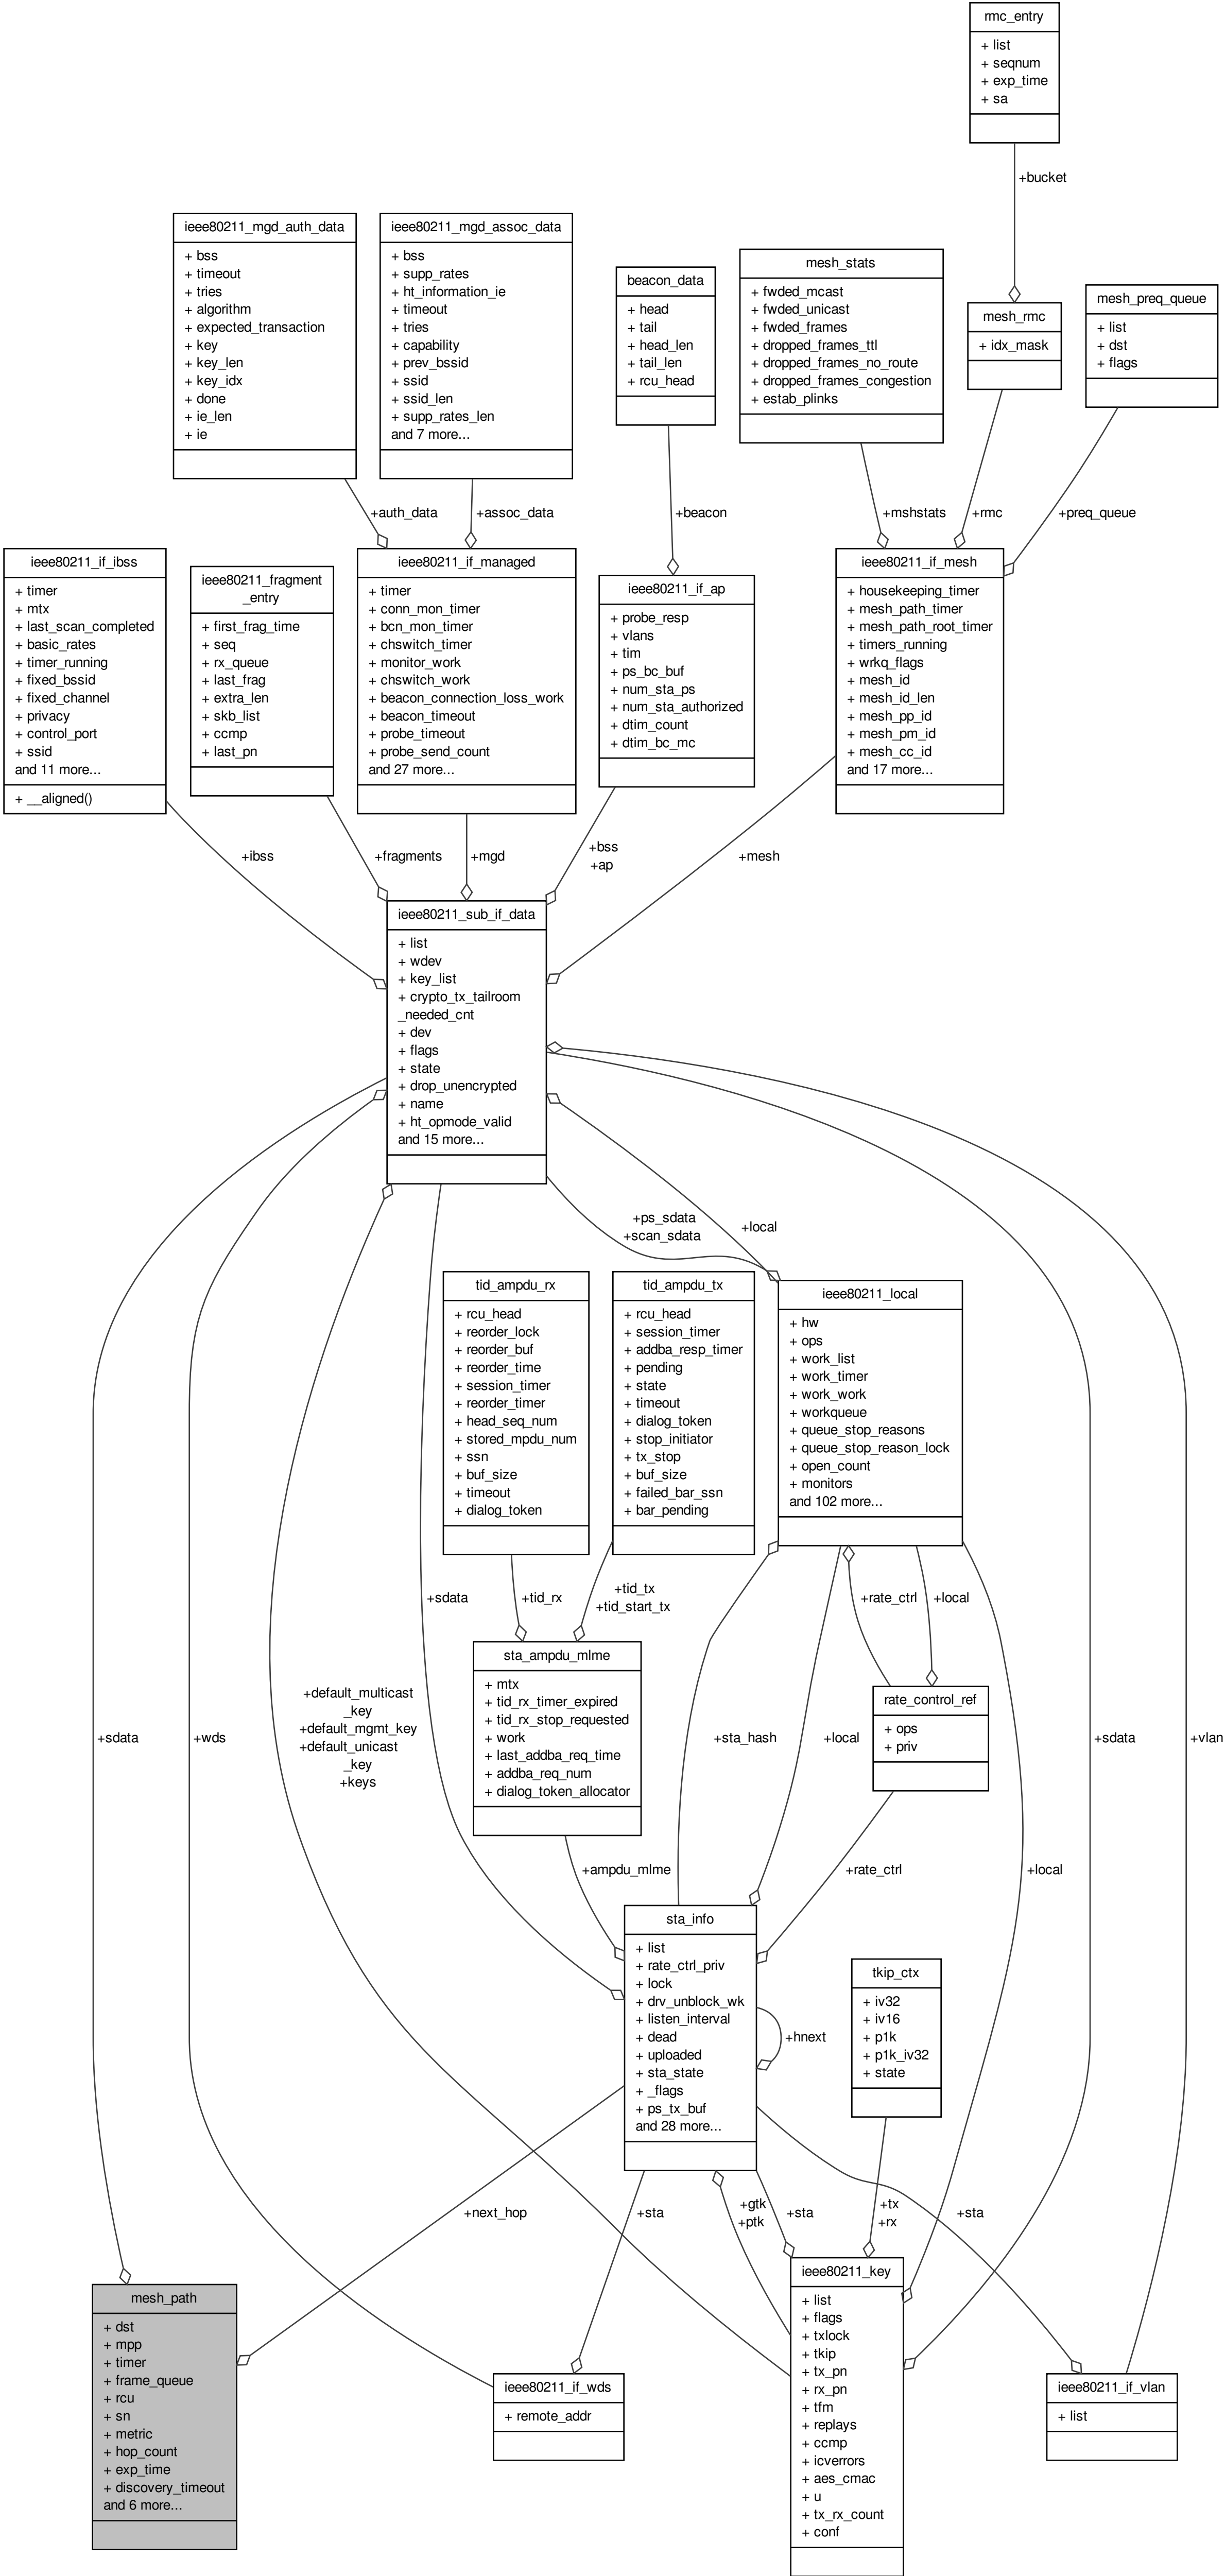 rmc_entry
+ list
+ seqnum
+ exp_time
+ sa
+bucket
ieee80211_mgd_auth_data
+ bss
+ timeout
+ tries
+ algorithm
+ expected_transaction
+ key
+ key_len
+ key_idx
+ done
+ ie_len
+ ie
ieee80211_mgd_assoc_data
+ bss
+ supp_rates
+ ht_information_ie
+ timeout
+ tries
+ capability
+ prev_bssid
+ ssid
+ ssid_len
+ supp_rates_len
and 7 more...
beacon_data
+ head
+ tail
+ head_len
+ tail_len
+ rcu_head
mesh_stats
+ fwded_mcast
+ fwded_unicast
+ fwded_frames
+ dropped_frames_ttl
+ dropped_frames_no_route
+ dropped_frames_congestion
+ estab_plinks
mesh_rmc
+ idx_mask
mesh_preq_queue
+ list
+ dst
+ flags
+auth_data
+assoc_data
+beacon
+mshstats
+rmc
+preq_queue
ieee80211_if_ibss
+ timer
+ mtx
+ last_scan_completed
+ basic_rates
+ timer_running
+ fixed_bssid
+ fixed_channel
+ privacy
+ control_port
+ ssid
and 11 more...
+ __aligned()
ieee80211_fragment
_entry
+ first_frag_time
+ seq
+ rx_queue
+ last_frag
+ extra_len
+ skb_list
+ ccmp
+ last_pn
ieee80211_if_managed
+ timer
+ conn_mon_timer
+ bcn_mon_timer
+ chswitch_timer
+ monitor_work
+ chswitch_work
+ beacon_connection_loss_work
+ beacon_timeout
+ probe_timeout
+ probe_send_count
and 27 more...
ieee80211_if_ap
+ probe_resp
+ vlans
+ tim
+ ps_bc_buf
+ num_sta_ps
+ num_sta_authorized
+ dtim_count
+ dtim_bc_mc
ieee80211_if_mesh
+ housekeeping_timer
+ mesh_path_timer
+ mesh_path_root_timer
+ timers_running
+ wrkq_flags
+ mesh_id
+ mesh_id_len
+ mesh_pp_id
+ mesh_pm_id
+ mesh_cc_id
and 17 more...
+ibss
+fragments
+mgd
+bss
+ap
+mesh
ieee80211_sub_if_data
+ list
+ wdev
+ key_list
+ crypto_tx_tailroom
_needed_cnt
+ dev
+ flags
+ state
+ drop_unencrypted
+ name
+ ht_opmode_valid
and 15 more...
+ps_sdata
+scan_sdata
+local
tid_ampdu_rx
+ rcu_head
+ reorder_lock
+ reorder_buf
+ reorder_time
+ session_timer
+ reorder_timer
+ head_seq_num
+ stored_mpdu_num
+ ssn
+ buf_size
+ timeout
+ dialog_token
tid_ampdu_tx
+ rcu_head
+ session_timer
+ addba_resp_timer
+ pending
+ state
+ timeout
+ dialog_token
+ stop_initiator
+ tx_stop
+ buf_size
+ failed_bar_ssn
+ bar_pending
ieee80211_local
+ hw
+ ops
+ work_list
+ work_timer
+ work_work
+ workqueue
+ queue_stop_reasons
+ queue_stop_reason_lock
+ open_count
+ monitors
and 102 more...
+sdata
+tid_rx
+tid_tx
+tid_start_tx
+rate_ctrl
+local
sta_ampdu_mlme
+ mtx
+ tid_rx_timer_expired
+ tid_rx_stop_requested
+ work
+ last_addba_req_time
+ addba_req_num
+ dialog_token_allocator
rate_control_ref
+ ops
+ priv
+sdata
+wds
+default_multicast
_key
+default_mgmt_key
+default_unicast
_key
+keys
+sta_hash
+local
+sdata
+vlan
+ampdu_mlme
+rate_ctrl
+local
sta_info
+ list
+ rate_ctrl_priv
+ lock
+ drv_unblock_wk
+ listen_interval
+ dead
+ uploaded
+ sta_state
+ _flags
+ ps_tx_buf
and 28 more...
+hnext
tkip_ctx
+ iv32
+ iv16
+ p1k
+ p1k_iv32
+ state
+next_hop
+sta
+gtk
+ptk
+sta
+tx
+rx
+sta
mesh_path
+ dst
+ mpp
+ timer
+ frame_queue
+ rcu
+ sn
+ metric
+ hop_count
+ exp_time
+ discovery_timeout
and 6 more...
ieee80211_if_wds
+ remote_addr
ieee80211_key
+ list
+ flags
+ txlock
+ tkip
+ tx_pn
+ rx_pn
+ tfm
+ replays
+ ccmp
+ icverrors
+ aes_cmac
+ u
+ tx_rx_count
+ conf
ieee80211_if_vlan
+ list